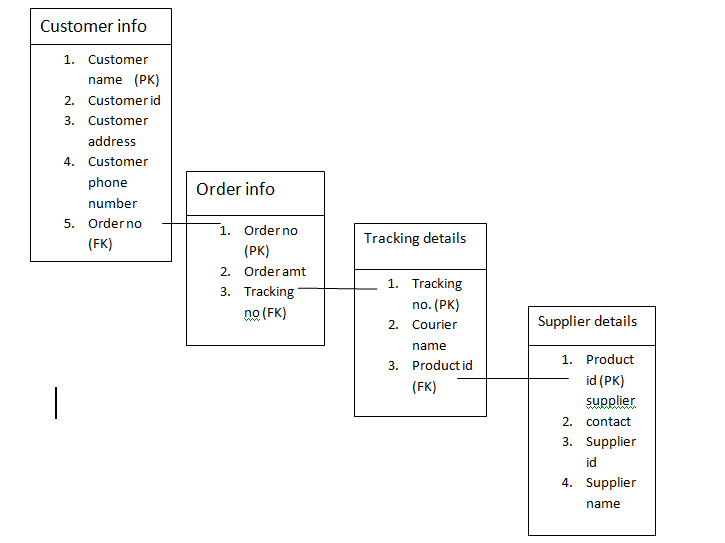 Customer info
1. Customer
name (PK)
2. Customer id
3. Customer
address
4. Customer
phone
number
5. Order no
(FK)
Order info
1. Order no
(PK)
2. Order amt
3. Tracking
no (FK)
Tracking details
1. Tracking
no. (PK)
2. Courier
name
3. Product id
(FK)
Supplier details
1. Product
id (PK)
supplier
2. contact
3. Supplier
id
4. Supplier
name